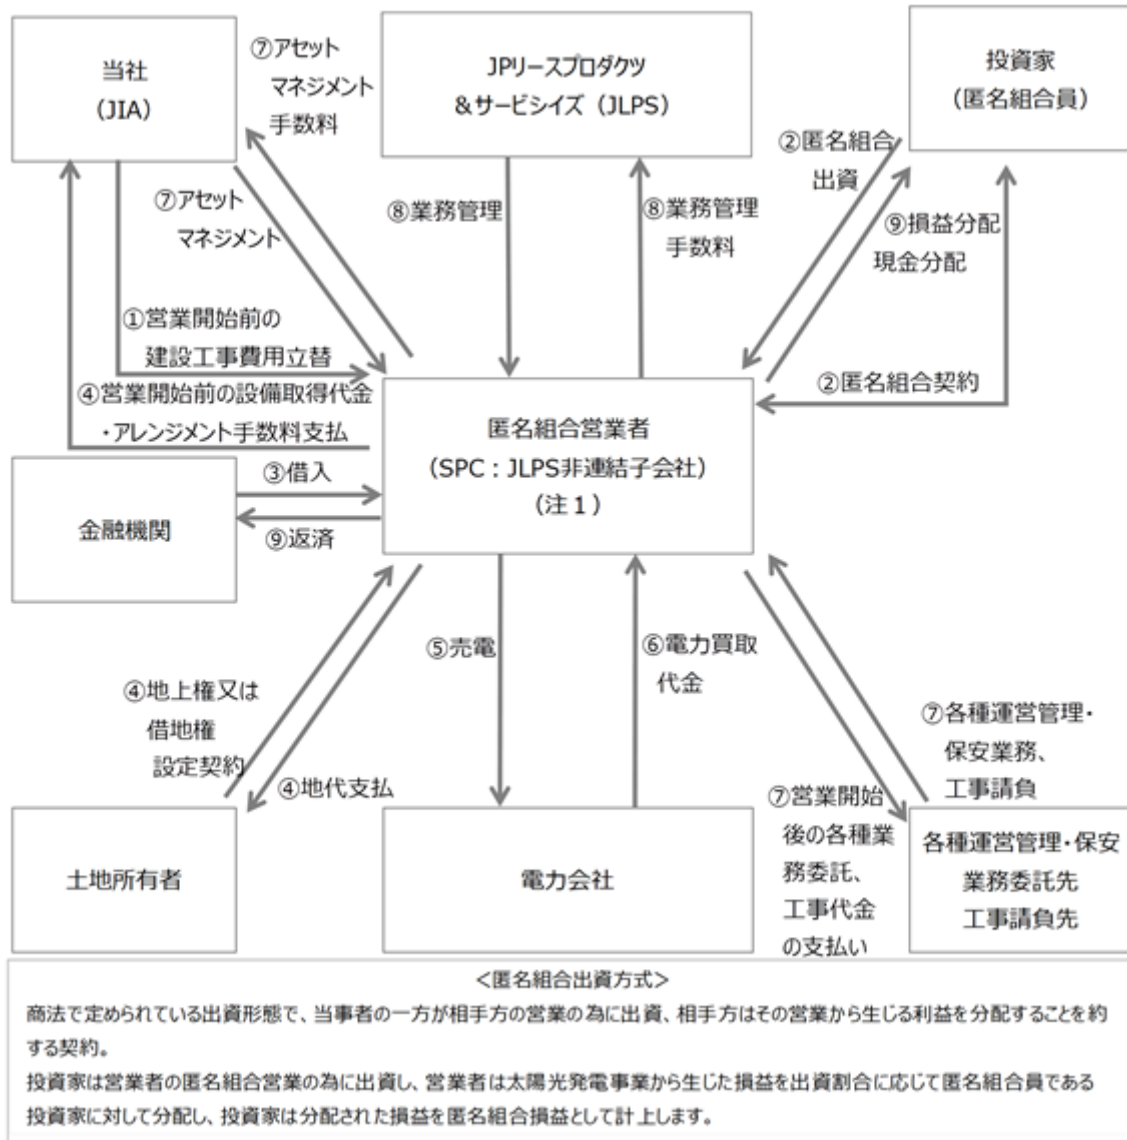 当社
(JIA)
⑦アセット
マネジメント
手数料
JPリースプロダクツ
&サービシイズ（JLPS）
投資家
（匿名組合員）
⑦アセット
マネジメント
⑧業務管理
⑧業務管理
手数料
②匿名組合
出資
⑨損益分配
現金分配
①営業開始前の
建設工事費用立替
④営業開始前の設備取得代金
・アレンジメント手数料支払
②匿名組合契約
匿名組合営業者
（SPC：JLPS非連結子会社）
（注１）
③借入
金融機関
⑨返済
④地上権又は
借地権
設定契約
④地代支払
⑤売電
⑥電力買取
代金
⑦各種運営管理・
保安業務、
工事請負
⑦営業開始
後の各種業
務委託、
工事代金
の支払い
土地所有者
電力会社
各種運営管理・保安
業務委託先
工事請負先
＜匿名組合出資方式＞
商法で定められている出資形態で、当事者の一方が相手方の営業の為に出資、相手方はその営業から生じる利益を分配することを約
する契約。
投資家は営業者の匿名組合営業の為に出資し、営業者は太陽光発電事業から生じた損益を出資割合に応じて匿名組合員である
投資家に対して分配し、投資家は分配された損益を匿名組合損益として計上します。